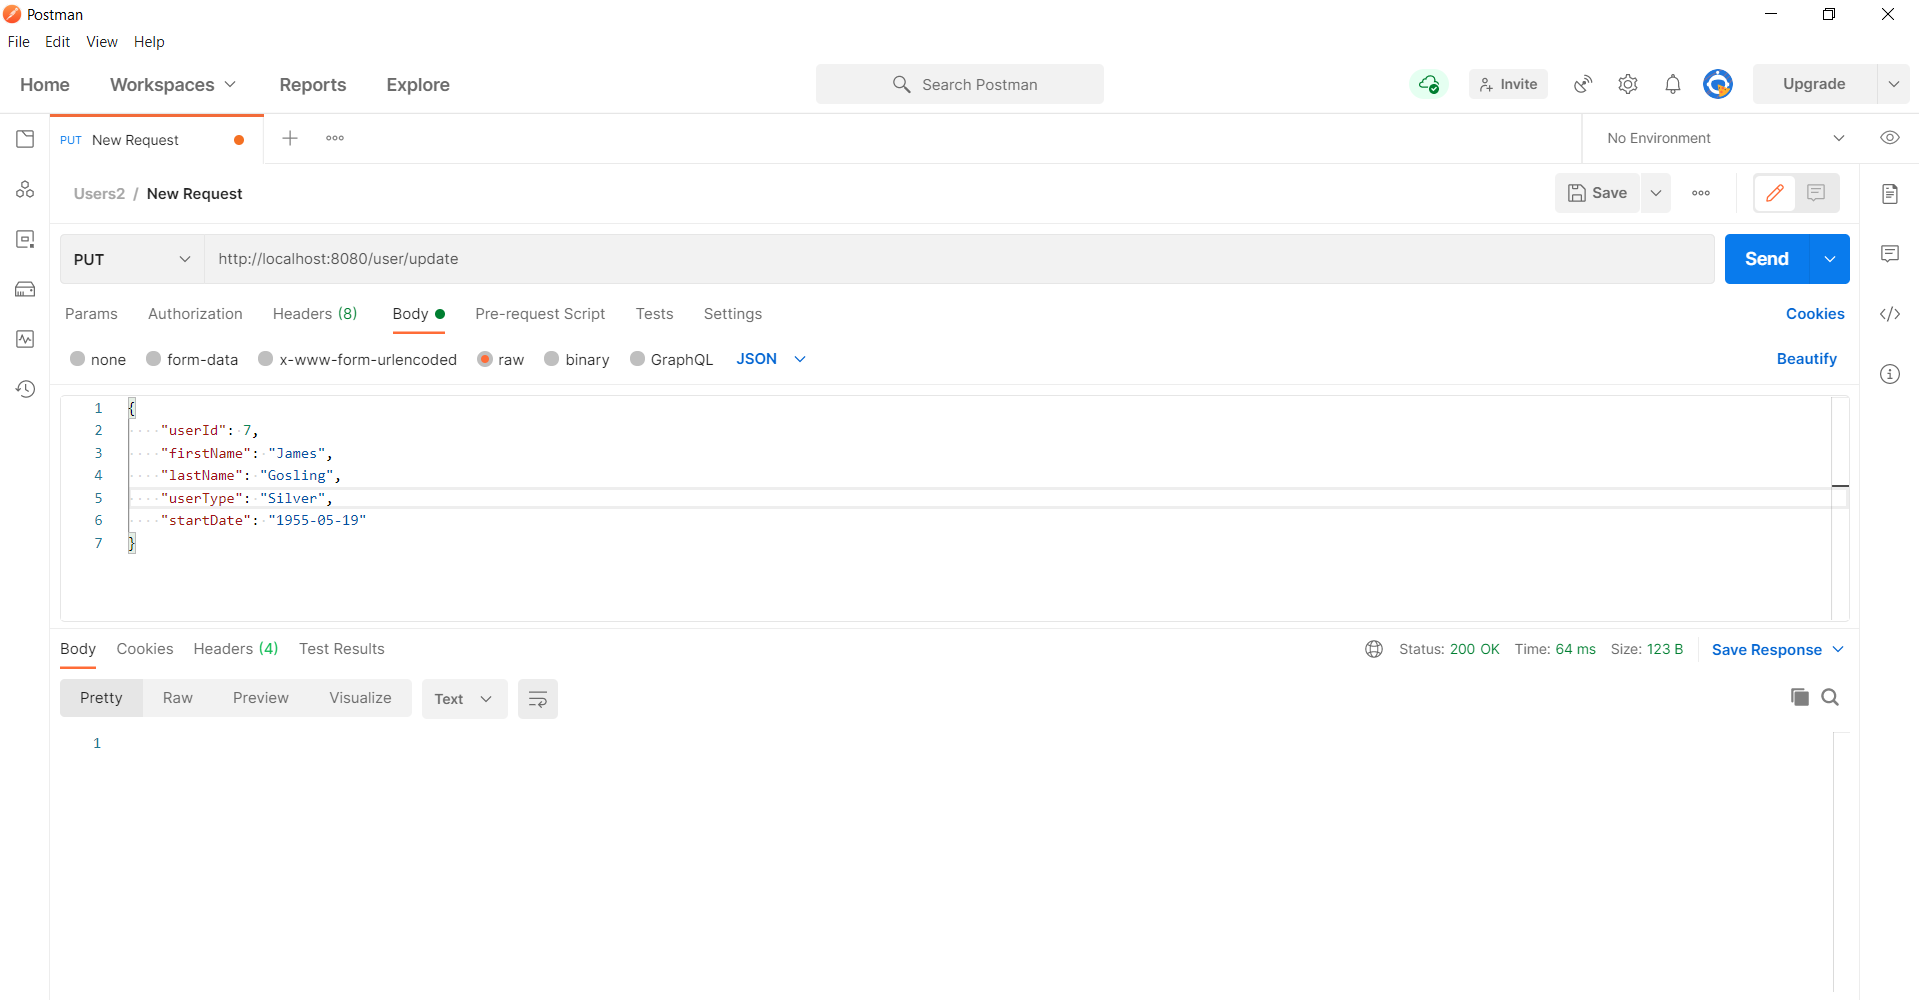 Postman
File Edit View Help
Home Workspaces Reports Explore Search Postman Invite Upgrade
PUT New Request No Environment
Users2 / New Request Save
PUT http://localhost:8080/user/update Send
Params Authorization Headers (8) Body Pre-request Script Tests Settings Cookies
none form-data x-www-form-urlencoded raw binary GraphQL JSON Beautify
1 {
2 "userId": 7,
3 "firstName": "James",
4 "lastName": "Gosling",
5 "userType": "Silver",
6 "startDate": "1955-05-19"
7 }
Body Cookies Headers (4) Test Results Status: 200 OK Time: 64 ms Size: 123 B Save Response
Pretty Raw Preview Visualize Text
1